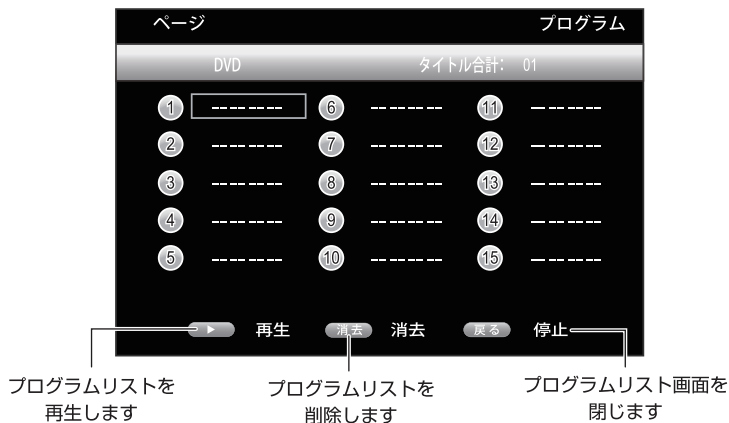 ページ プログラム
DVD タイトル合計: 01
1 ------- 6 ------- 11 -------
2 ------- 7 ------- 12 -------
3 ------- 8 ------- 13 -------
4 ------- 9 ------- 14 -------
5 ------- 10 ------- 15 -------
再生 消去 消去 戻る 停止
プログラムリストを
再生します
プログラムリストを
削除します
プログラムリスト画面を
閉じます